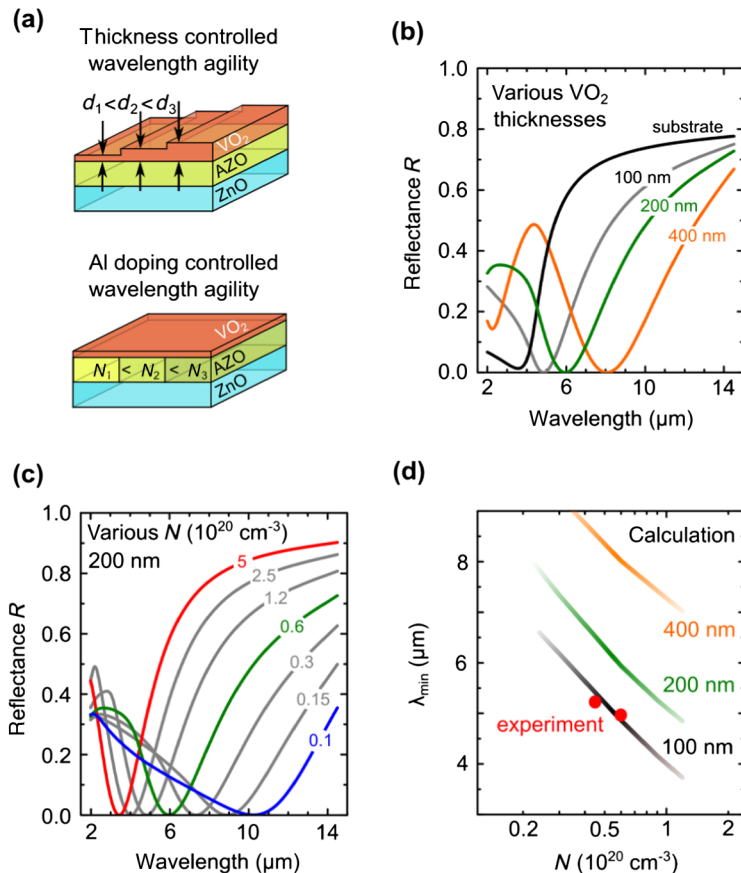 (a)
Thickness controlled
wavelength agility
d₁<d₂<d₃
VO₂
AZO
ZnO
Al doping controlled
wavelength agility
VO₂
N₁ < N₂ < N₃
AZO
ZnO
(b)
1.0
0.8
0.6
0.4
0.2
0.0
Reflectance R
Various VO₂
thicknesses
substrate
100 nm
200 nm
400 nm
2
6
10
14
Wavelength (µm)
(c)
1.0
0.8
0.6
0.4
0.2
0.0
Reflectance R
Various N (10²⁰ cm⁻³)
200 nm
5
2.5
1.2
0.6
0.3
0.15
0.1
2
6
10
14
Wavelength (µm)
(d)
8
6
4
λmin (µm)
Calculation
400 nm
200 nm
100 nm
experiment
0.2
0.5
1
2
N (10²⁰ cm⁻³)